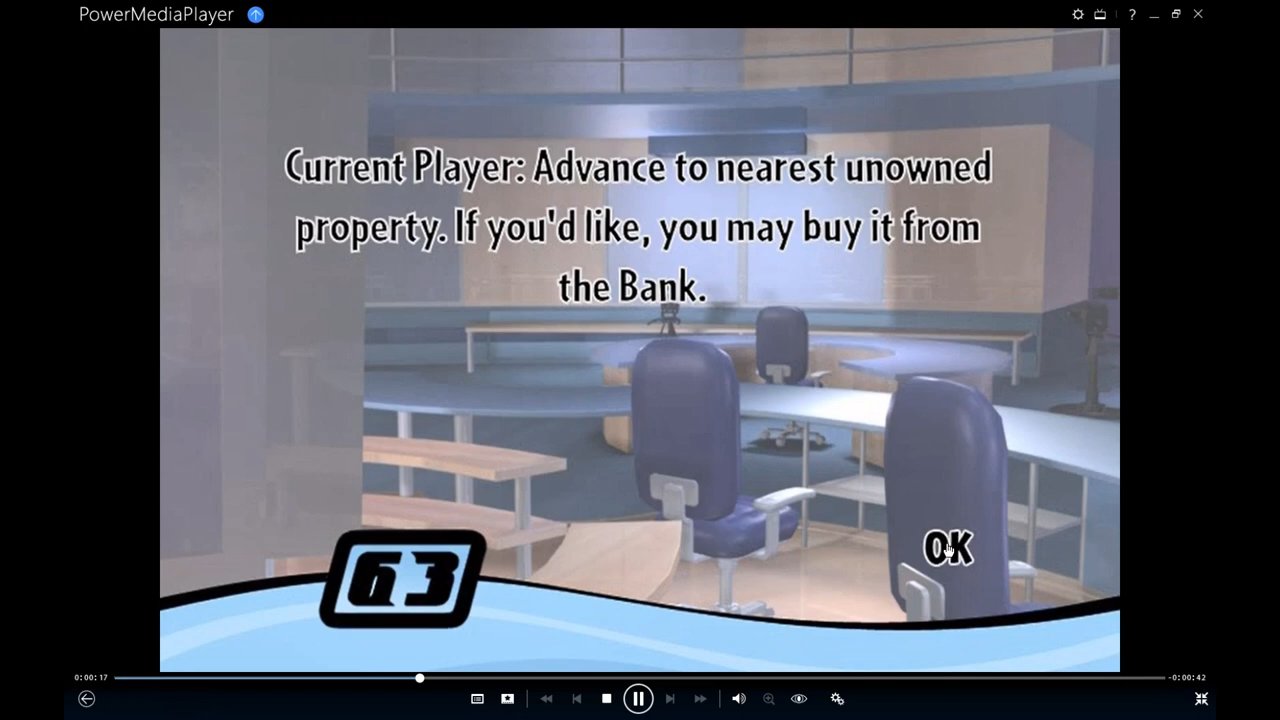 PowerMediaPlayer
?
Current Player: Advance to nearest unowned
property. If you'd like, you may buy it from
the Bank.
OK
63
0:00:17
-0:00:42